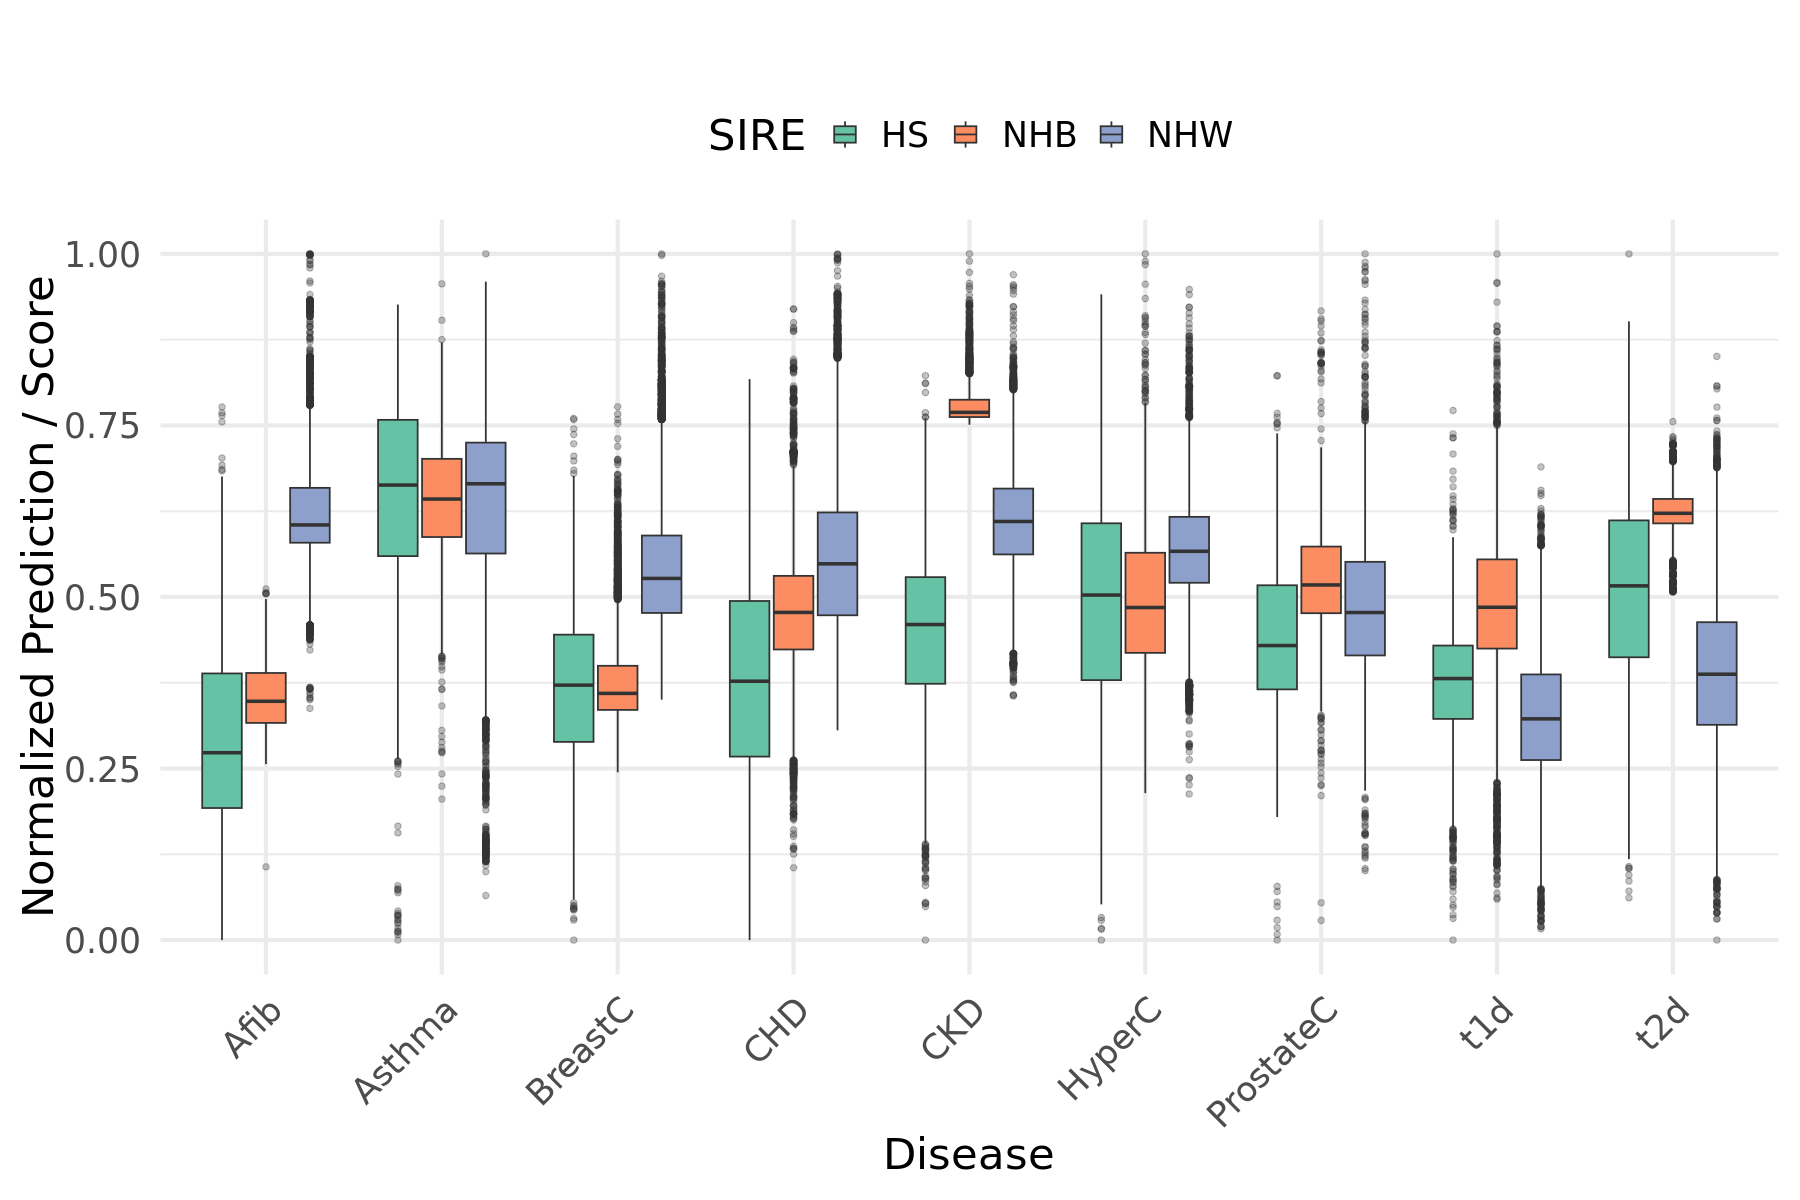 SIRE HS NHB NHW
Normalized Prediction / Score
1.00
0.75
0.50
0.25
0.00
Afib Asthma BreastC CHD CKD HyperC ProstateC t1d t2d
Disease